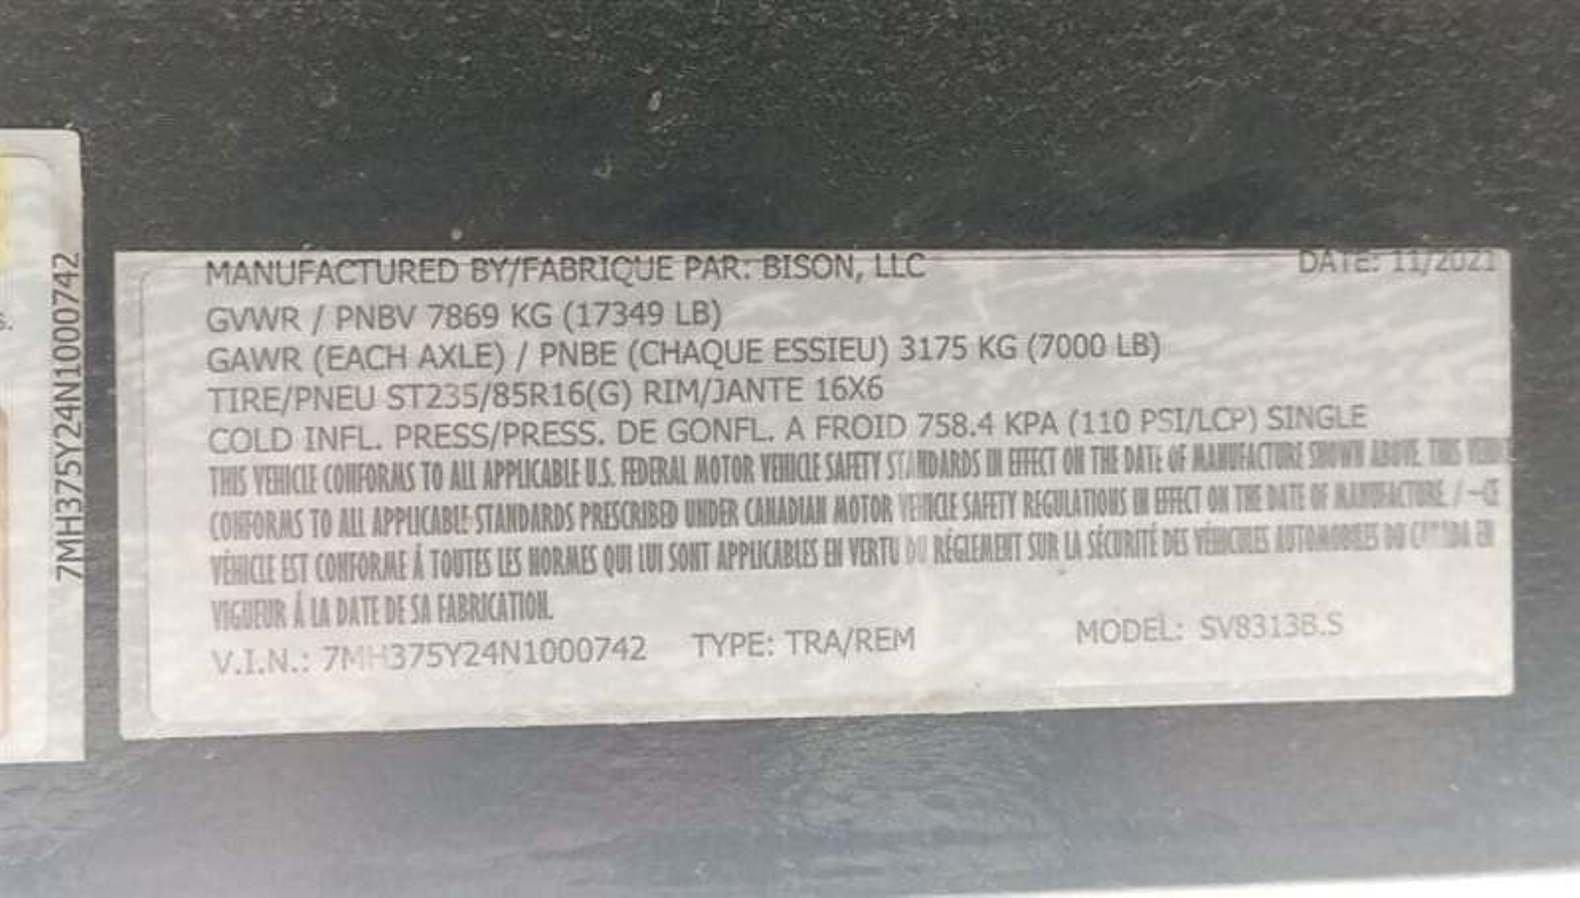 MANUFACTURED BY/FABRIQUE PAR: BISON, LLC DATE: 11/2021
GVWR / PNBV 7869 KG (17349 LB)
GAWR (EACH AXLE) / PNBE (CHAQUE ESSIEU) 3175 KG (7000 LB)
TIRE/PNEU ST235/85R16(G) RIM/JANTE 16X6
COLD INFL. PRESS/PRESS. DE GONFL. A FROID 758.4 KPA (110 PSI/LCP) SINGLE
THIS VEHICLE CONFORMS TO ALL APPLICABLE U.S. FEDERAL MOTOR VEHICLE SAFETY STANDARDS IN EFFECT ON THE DATE OF MANUFACTURE SHOWN ABOVE. THIS VEHICLE
CONFORMS TO ALL APPLICABLE STANDARDS PRESCRIBED UNDER CANADIAN MOTOR VEHICLE SAFETY REGULATIONS IN EFFECT ON THE DATE OF MANUFACTURE. / –CE
VÉHICLE EST CONFORME Á TOUTES LES NORMES QUI LUI SONT APPLICABLES EN VERTU DU RÉGLEMENT SUR LA SÉCURITÉ DES VÉHICULES AUTOMOBILES DU CANADA EN
VIGUEUR Á LA DATE DE SA FABRICATION.
V.I.N.: 7MH375Y24N1000742 TYPE: TRA/REM MODEL: SV8313B.S
7MH375Y24N1000742
s.